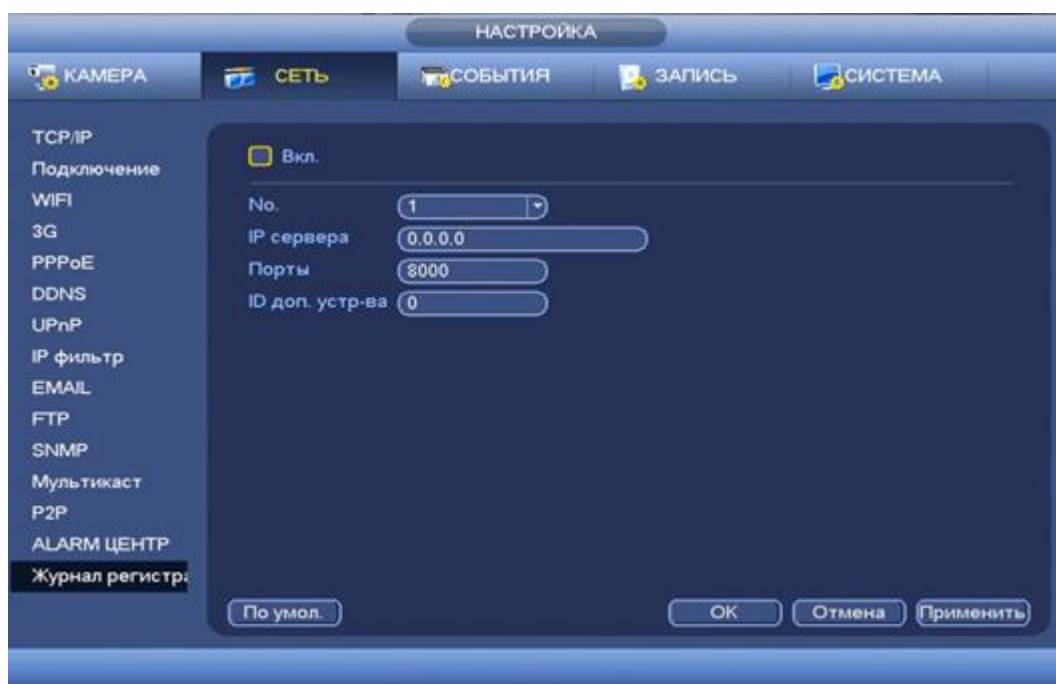 НАСТРОЙКА
КАМЕРА СЕТЬ СОБЫТИЯ ЗАПИСЬ СИСТЕМА
TCP/IP
Подключение
WIFI
3G
PPPoE
DDNS
UPnP
IP фильтр
EMAIL
FTP
SNMP
Мультикаст
P2P
ALARM ЦЕНТР
Журнал регистра
Вкл.
No. 1
IP сервера 0.0.0.0
Порты 8000
ID доп. устр-ва 0
По умол. OK Отмена Применить